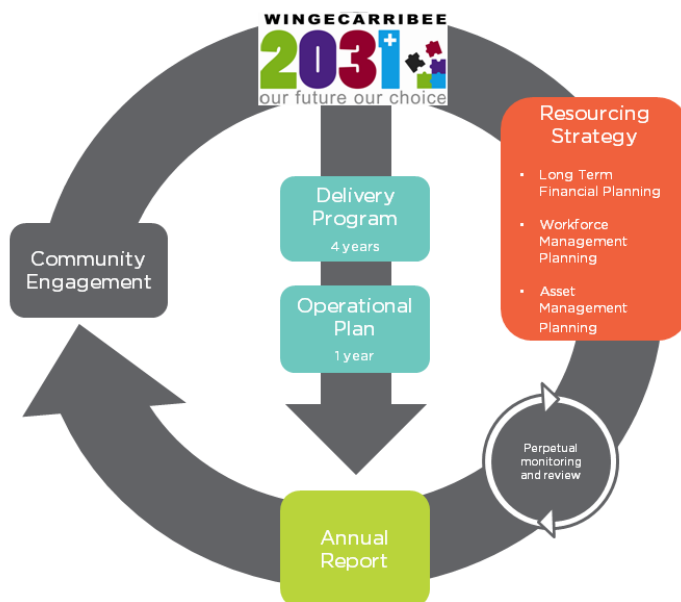 WINGECARRIBEE
2031+
our future our choice
Resourcing
Strategy
▪ Long Term
Financial Planning
▪ Workforce
Management
Planning
▪ Asset
Management
Planning
Delivery
Program
4 years
Community
Engagement
Operational
Plan
1 year
Perpetual
monitoring
and review
Annual
Report